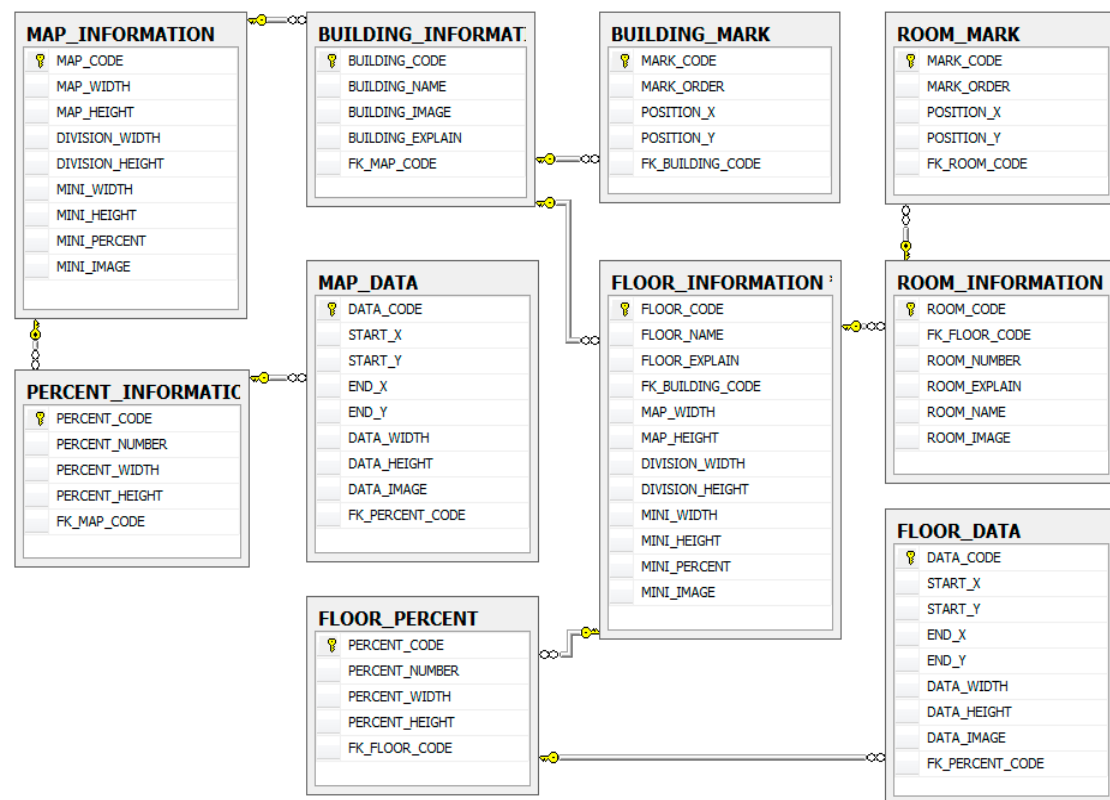 MAP_INFORMATION
MAP_CODE
MAP_WIDTH
MAP_HEIGHT
DIVISION_WIDTH
DIVISION_HEIGHT
MINI_WIDTH
MINI_HEIGHT
MINI_PERCENT
MINI_IMAGE
BUILDING_INFORMAT:
BUILDING_CODE
BUILDING_NAME
BUILDING_IMAGE
BUILDING_EXPLAIN
FK_MAP_CODE
BUILDING_MARK
MARK_CODE
MARK_ORDER
POSITION_X
POSITION_Y
FK_BUILDING_CODE
ROOM_MARK
MARK_CODE
MARK_ORDER
POSITION_X
POSITION_Y
FK_ROOM_CODE
PERCENT_INFORMATIC
PERCENT_CODE
PERCENT_NUMBER
PERCENT_WIDTH
PERCENT_HEIGHT
FK_MAP_CODE
MAP_DATA
DATA_CODE
START_X
START_Y
END_X
END_Y
DATA_WIDTH
DATA_HEIGHT
DATA_IMAGE
FK_PERCENT_CODE
FLOOR_INFORMATION *
FLOOR_CODE
FLOOR_NAME
FLOOR_EXPLAIN
FK_BUILDING_CODE
MAP_WIDTH
MAP_HEIGHT
DIVISION_WIDTH
DIVISION_HEIGHT
MINI_WIDTH
MINI_HEIGHT
MINI_PERCENT
MINI_IMAGE
ROOM_INFORMATION
ROOM_CODE
FK_FLOOR_CODE
ROOM_NUMBER
ROOM_EXPLAIN
ROOM_NAME
ROOM_IMAGE
FLOOR_PERCENT
PERCENT_CODE
PERCENT_NUMBER
PERCENT_WIDTH
PERCENT_HEIGHT
FK_FLOOR_CODE
FLOOR_DATA
DATA_CODE
START_X
START_Y
END_X
END_Y
DATA_WIDTH
DATA_HEIGHT
DATA_IMAGE
FK_PERCENT_CODE